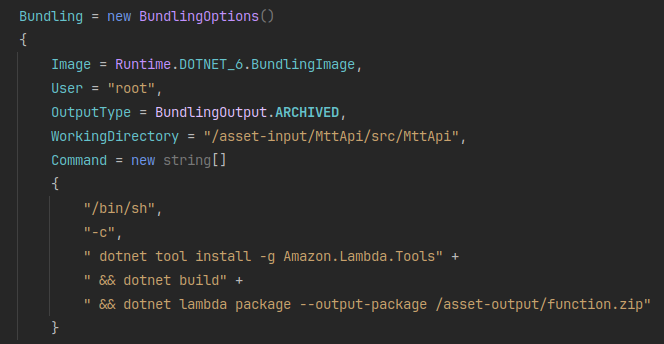 Bundling = new BundlingOptions()
{
    Image = Runtime.DOTNET_6.BundlingImage,
    User = "root",
    OutputType = BundlingOutput.ARCHIVED,
    WorkingDirectory = "/asset-input/MttApi/src/MttApi",
    Command = new string[]
    {
        "/bin/sh",
        "-c",
        " dotnet tool install -g Amazon.Lambda.Tools" +
        " && dotnet build" +
        " && dotnet lambda package --output-package /asset-output/function.zip"
    }